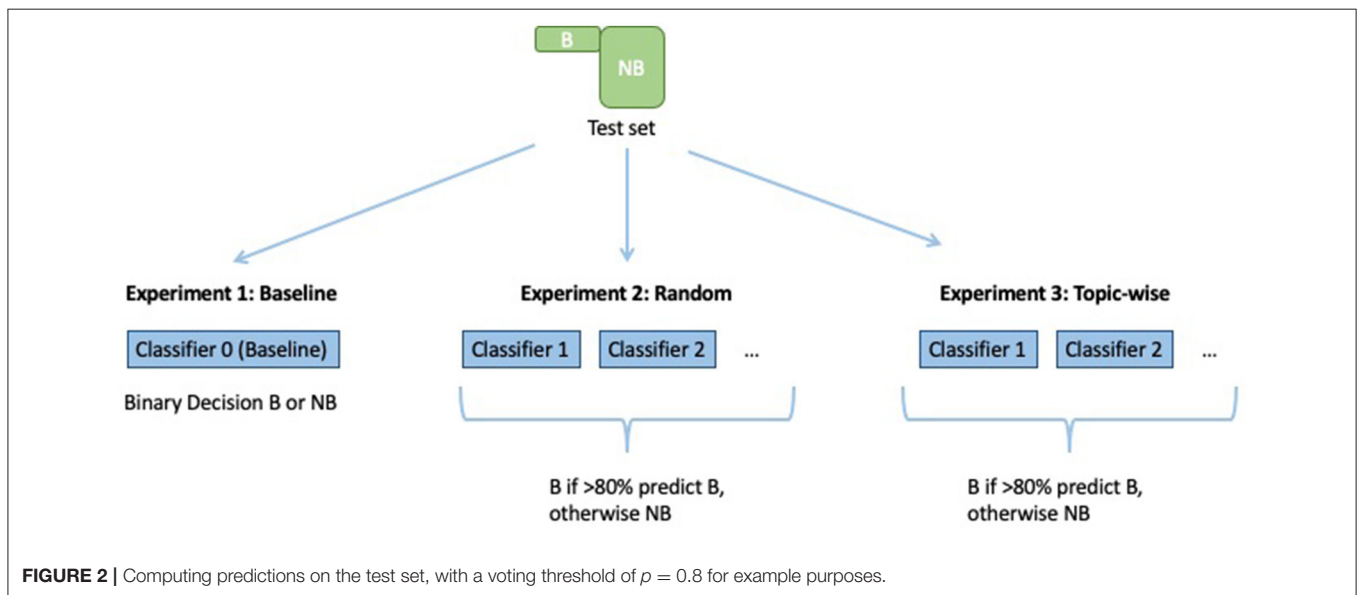 B
NB
Test set
Experiment 1: Baseline
Classifier 0 (Baseline)
Binary Decision B or NB
Experiment 2: Random
Classifier 1 Classifier 2 ...
B if >80% predict B,
otherwise NB
Experiment 3: Topic-wise
Classifier 1 Classifier 2 ...
B if >80% predict B,
otherwise NB
FIGURE 2 | Computing predictions on the test set, with a voting threshold of p = 0.8 for example purposes.